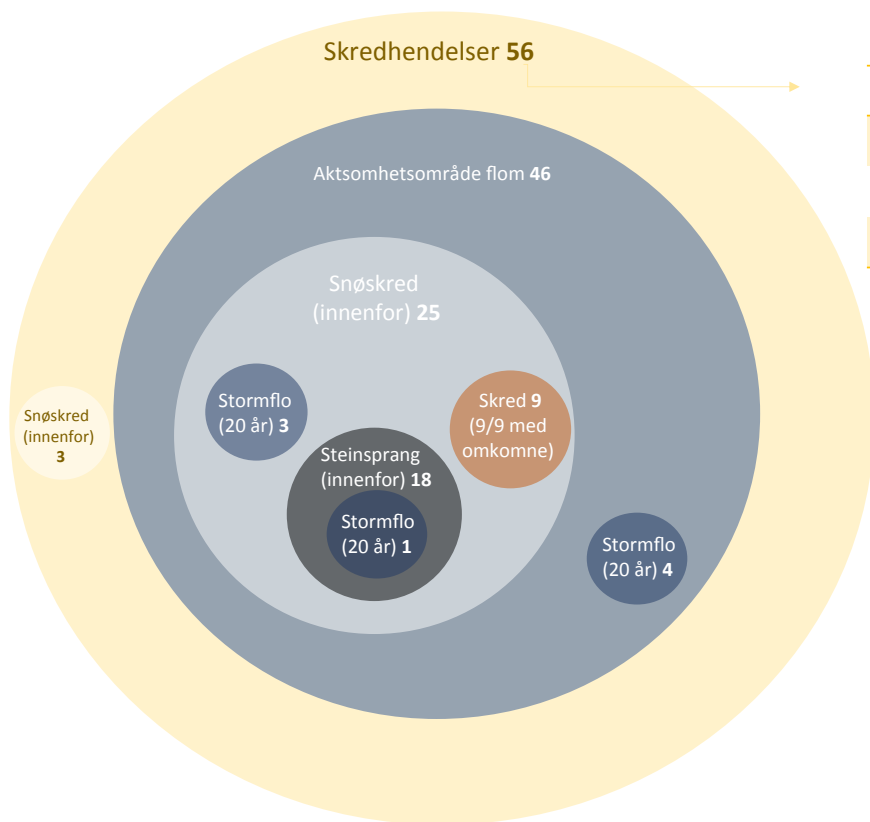 Skredhendelser 56
Aktsomhetsområde flom 46
Snøskred
(innenfor) 25
Stormflo
(20 år) 3
Skred 9
(9/9 med
omkomne)
Snøskred
(innenfor)
3
Steinsprang
(innenfor) 18
Stormflo
(20 år) 1
Stormflo
(20 år) 4